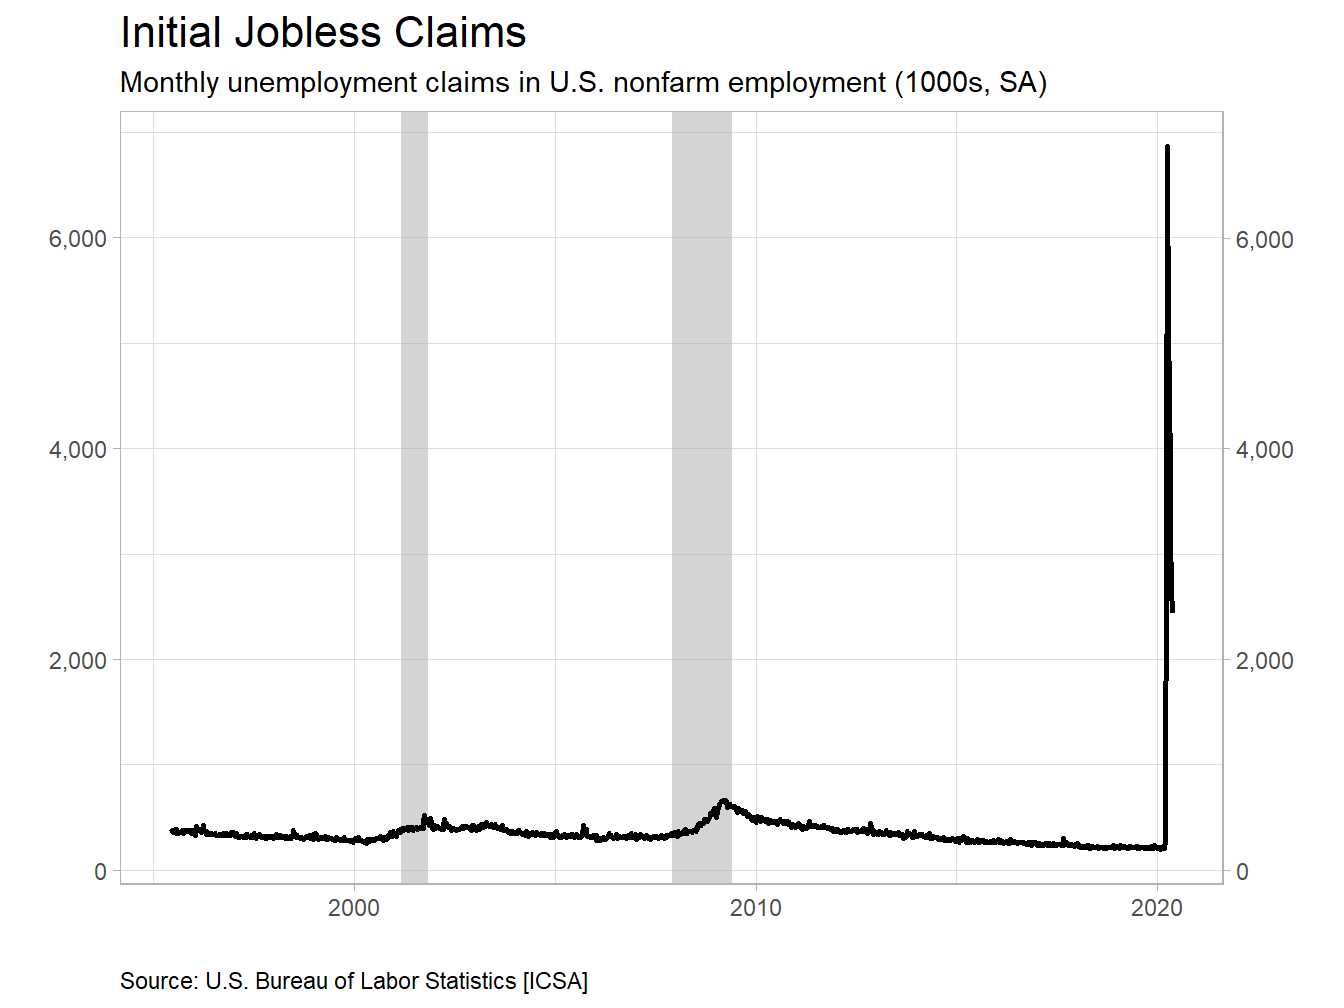 Initial Jobless Claims
Monthly unemployment claims in U.S. nonfarm employment (1000s, SA)
6,000 6,000
4,000 4,000
2,000 2,000
0 0
2000 2010 2020
Source: U.S. Bureau of Labor Statistics [ICSA]